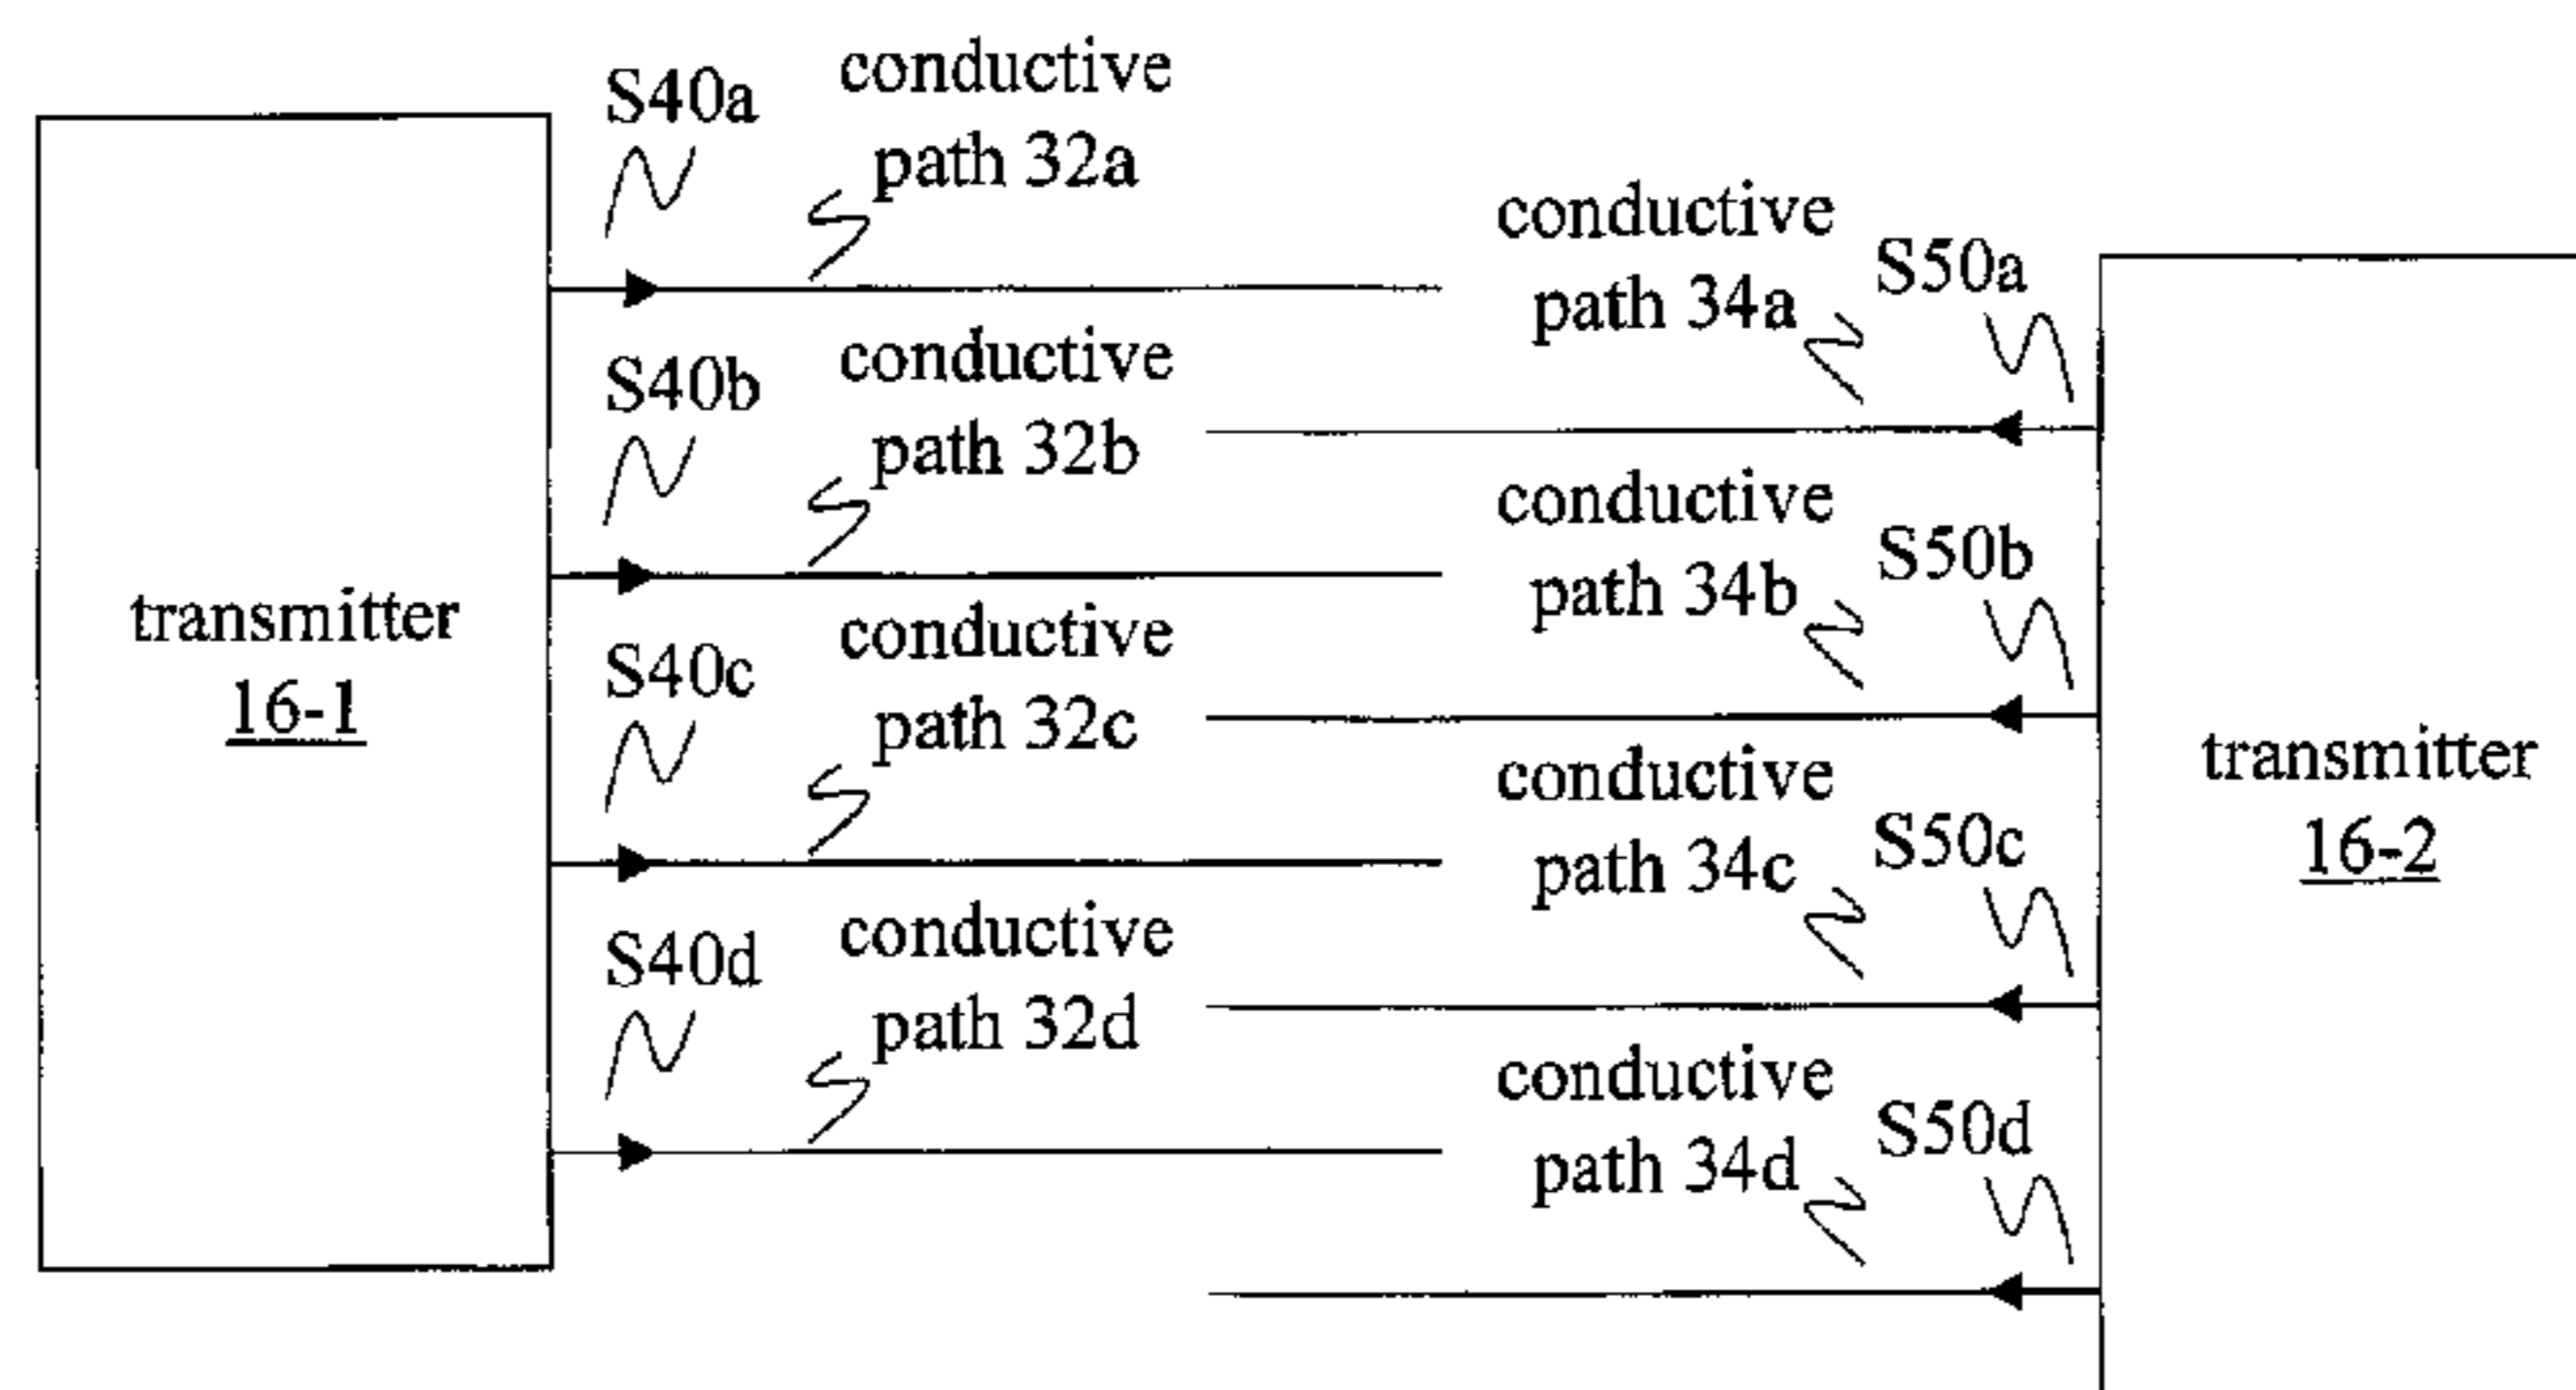 S40a
conductive
path 32a
conductive
path 34a
S50a
S40b
conductive
path 32b
conductive
path 34b
S50b
transmitter
16-1
S40c
conductive
path 32c
conductive
path 34c
S50c
transmitter
16-2
S40d
conductive
path 32d
conductive
path 34d
S50d